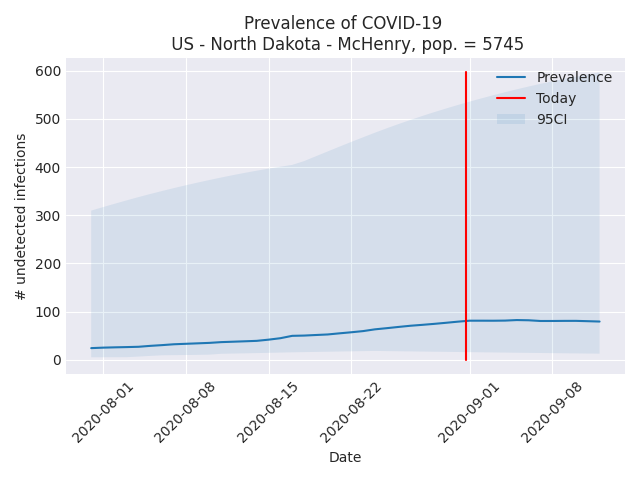 Prevalence of COVID-19
US - North Dakota - McHenry, pop. = 5745
600
500
400
300
200
100
0
# undetected infections
Prevalence
Today
95CI
2020-08-01
2020-08-08
2020-08-15
2020-08-22
2020-09-01
2020-09-08
Date